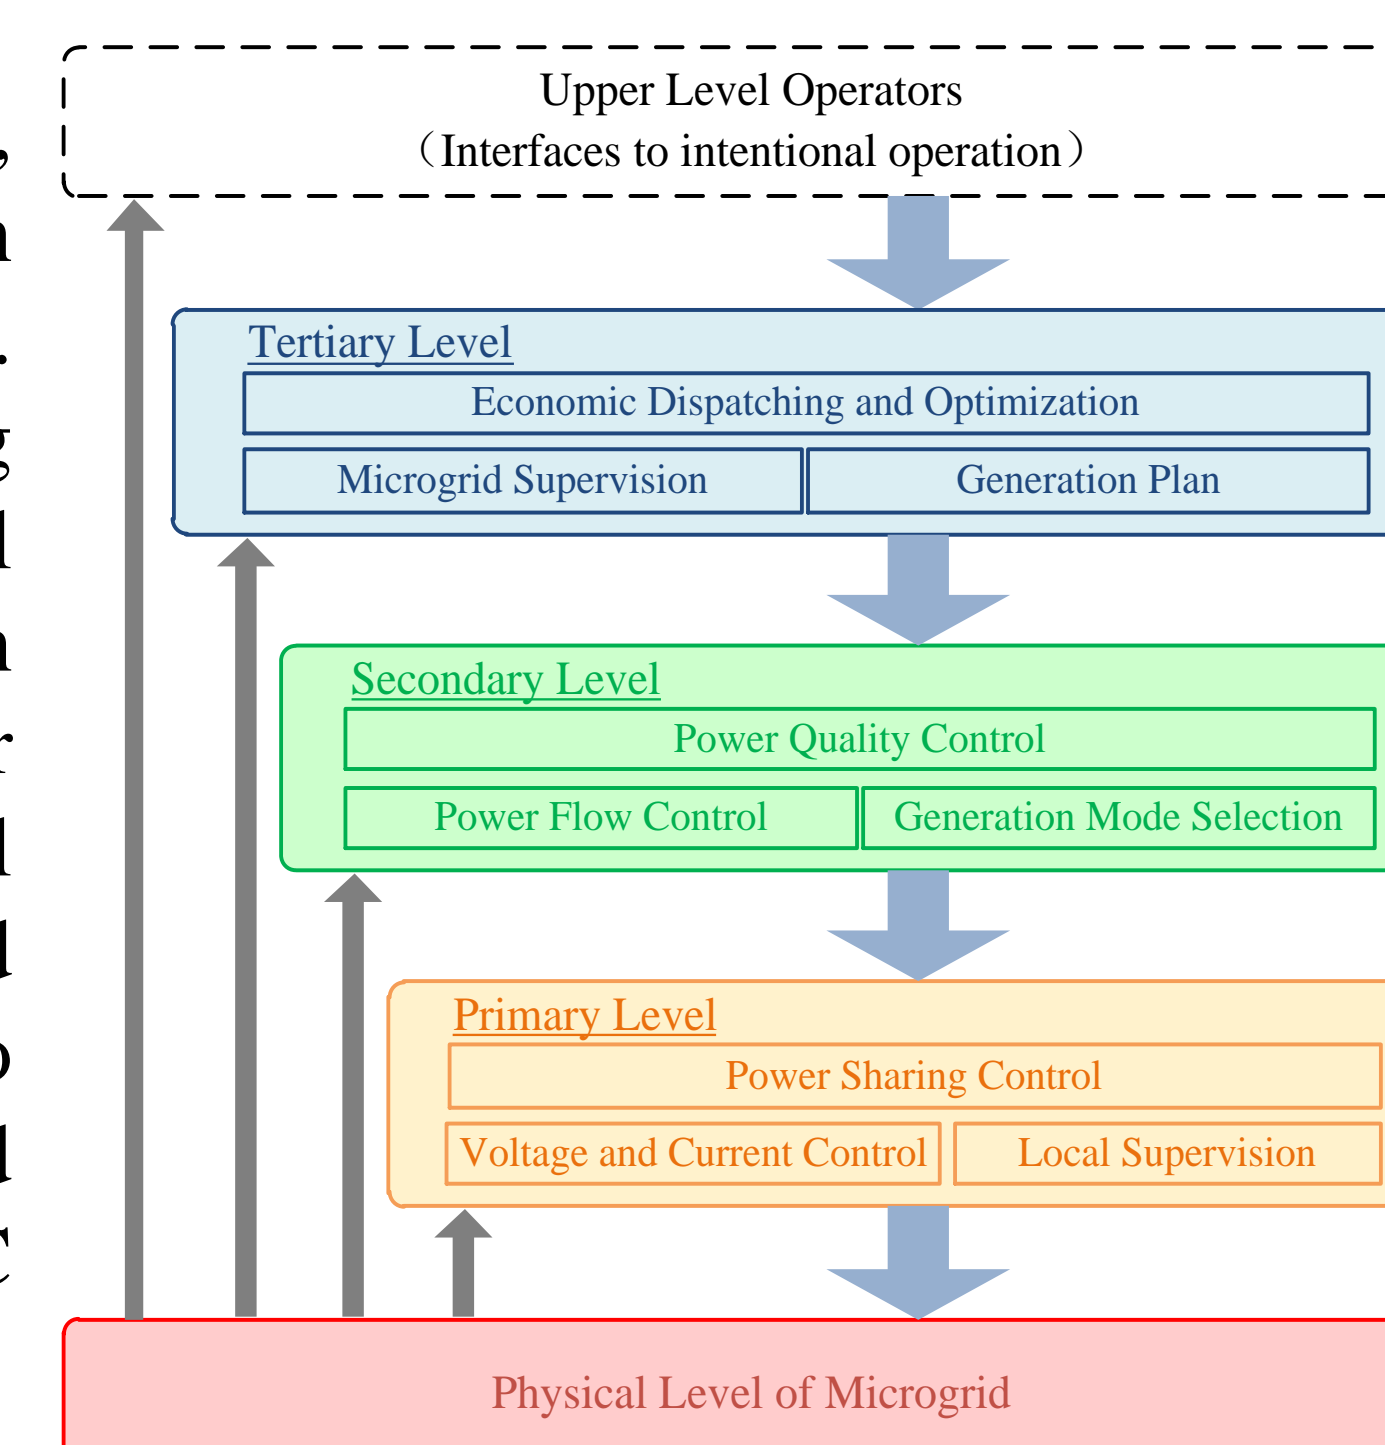 Upper Level Operators
（Interfaces to intentional operation）
Tertiary Level
Economic Dispatching and Optimization
Microgrid Supervision
Generation Plan
Secondary Level
Power Quality Control
Power Flow Control
Generation Mode Selection
Primary Level
Power Sharing Control
Voltage and Current Control
Local Supervision
Physical Level of Microgrid